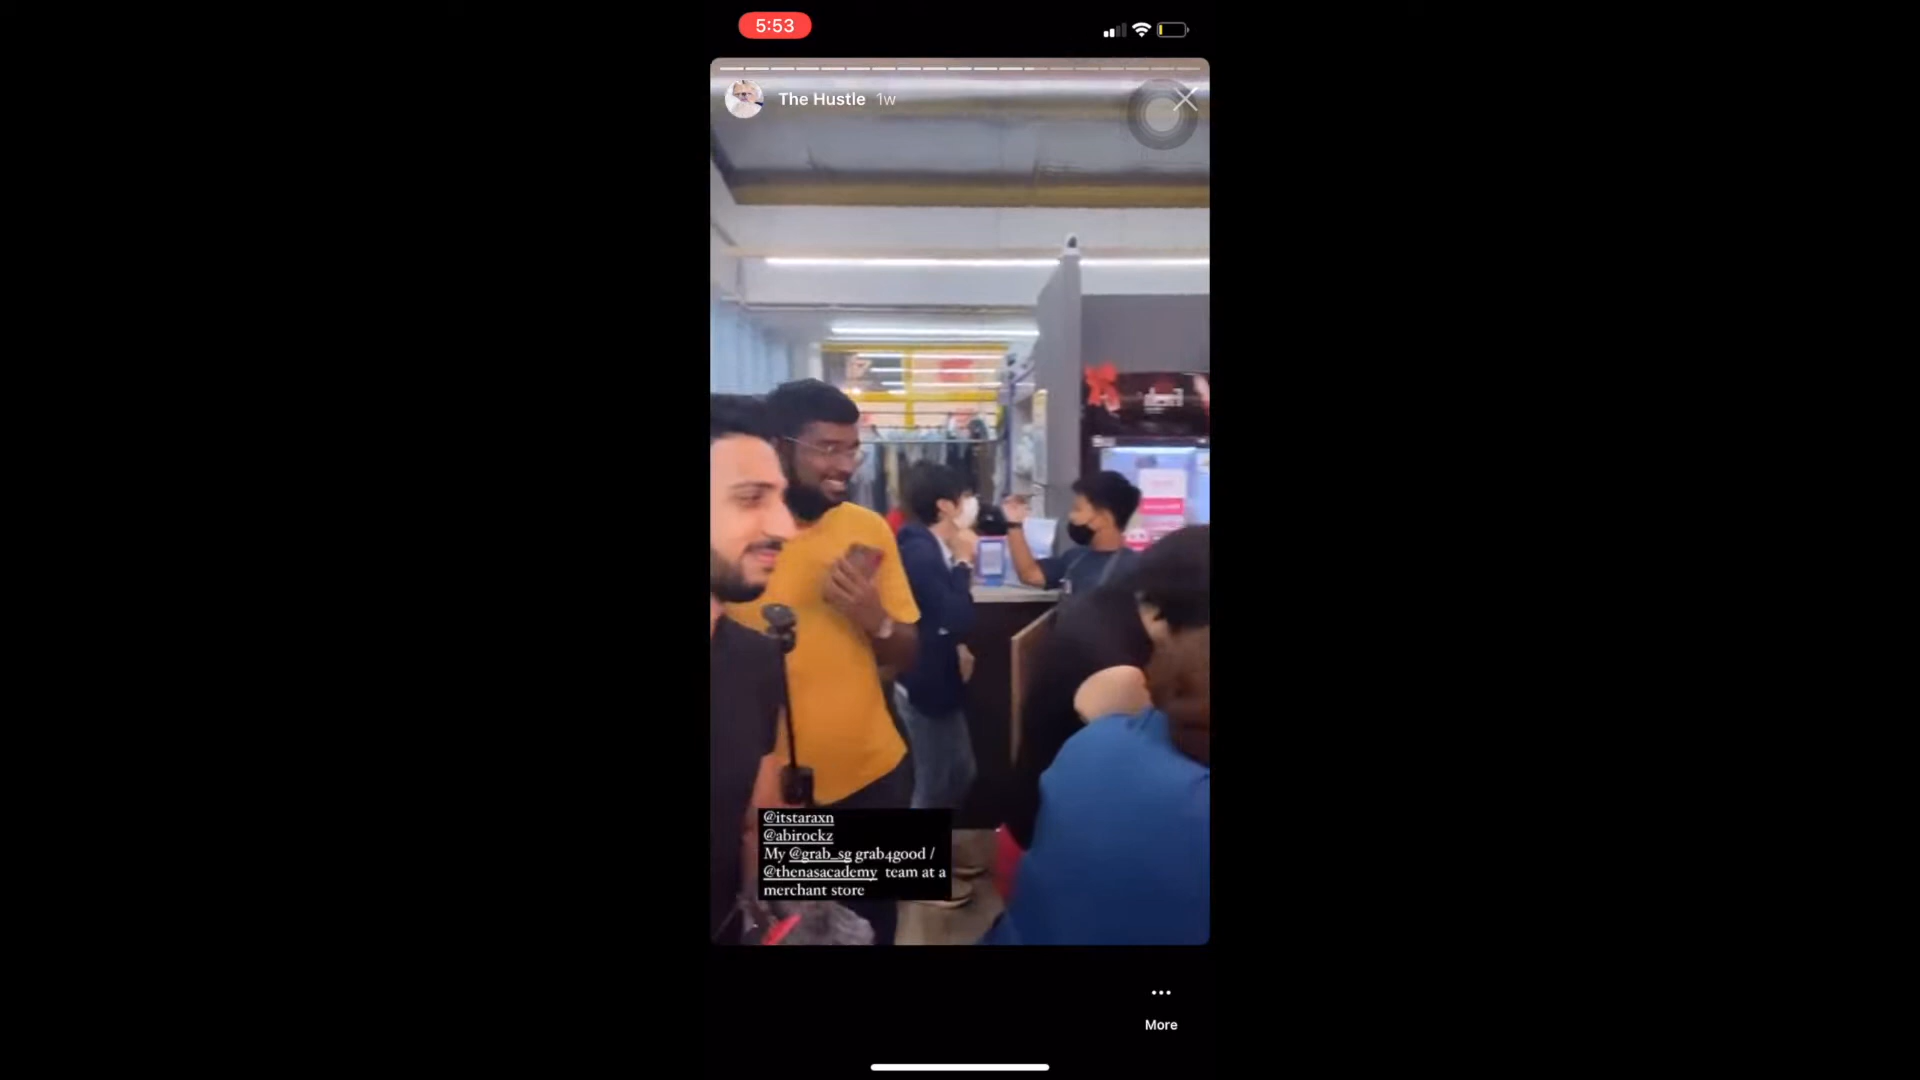 5:53
The Hustle 1w
@itstaraxn
@abirockz
My @grab_sg grab4good /
@thenasacademy team at a
merchant store
More